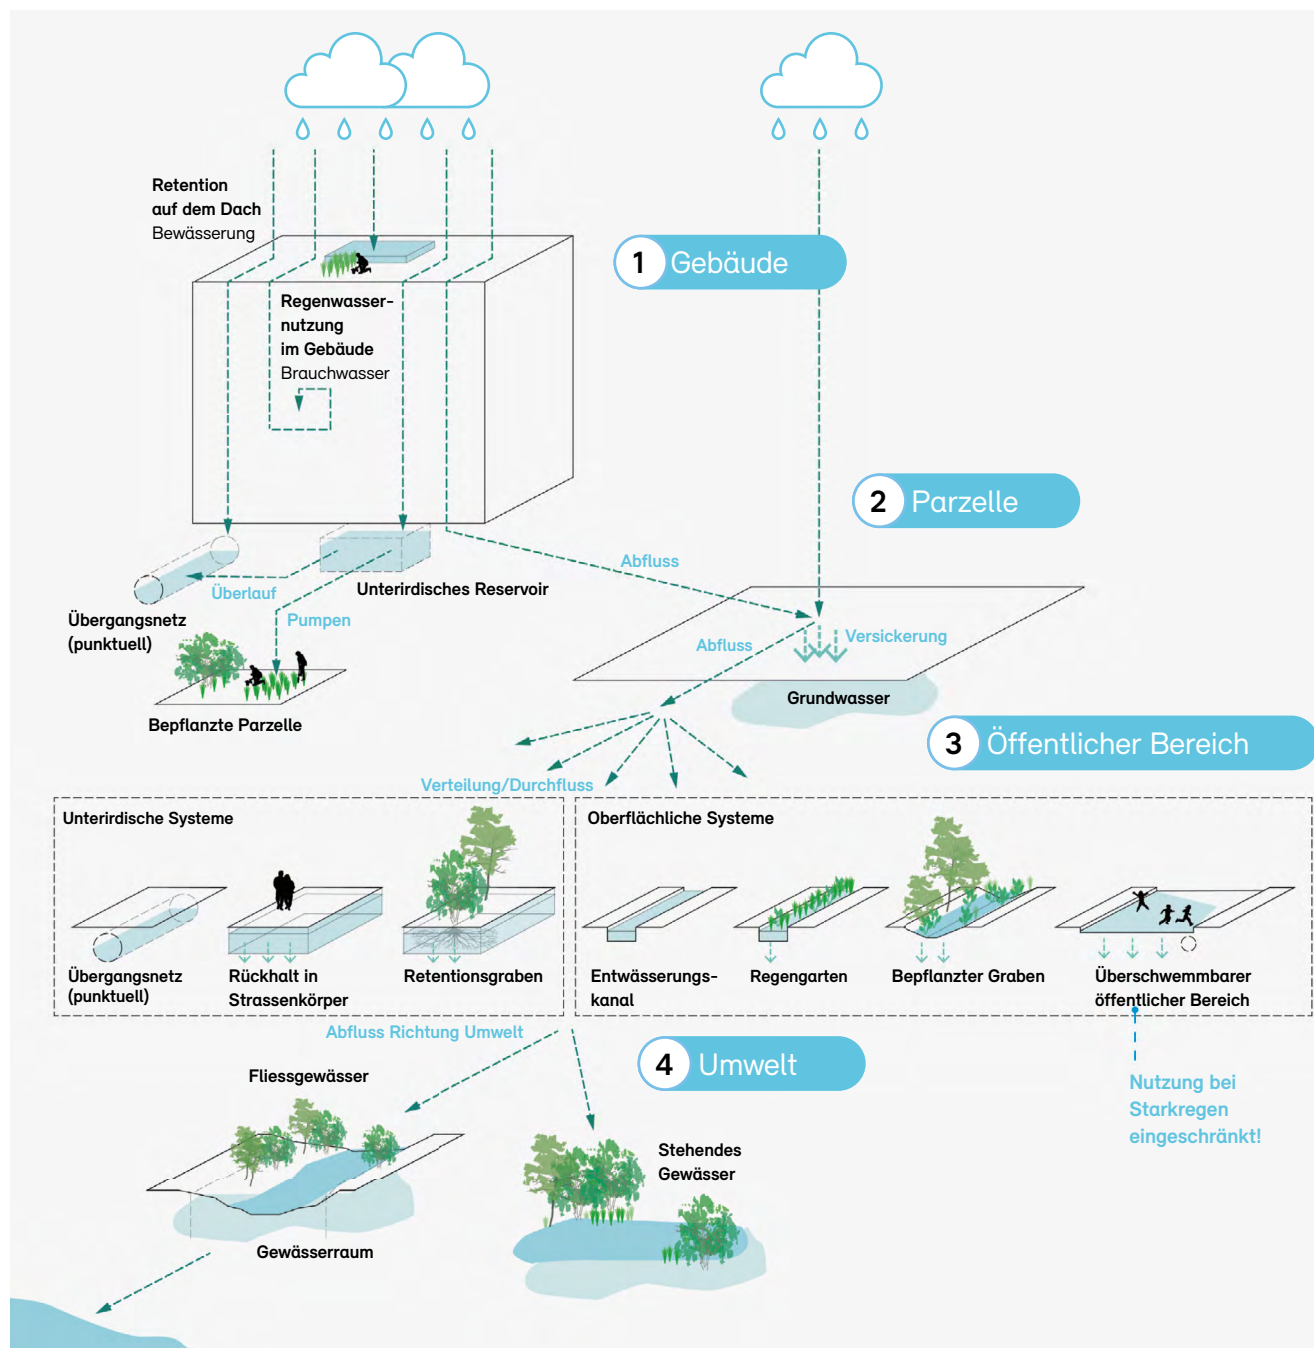 Retention
auf dem Dach
Bewässerung
1 Gebäude
Regenwasser-
nutzung
im Gebäude
Brauchwasser
2 Parzelle
Abfluss
Überlauf
Unterirdisches Reservoir
Übergangsnetz
(punktuell)
Pumpen
Abfluss
Versickerung
Grundwasser
Bepflanzte Parzelle
3 Öffentlicher Bereich
Verteilung/Durchfluss
Unterirdische Systeme
Übergangsnetz
(punktuell)
Rückhalt in
Strassenkörper
Retentionsgraben
Oberflächliche Systeme
Entwässerungs-
kanal
Regengarten
Bepflanzter Graben
Überschwemmbarer
öffentlicher Bereich
Abfluss Richtung Umwelt
4 Umwelt
Nutzung bei
Starkregen
eingeschränkt!
Fliessgewässer
Stehendes
Gewässer
Gewässerraum